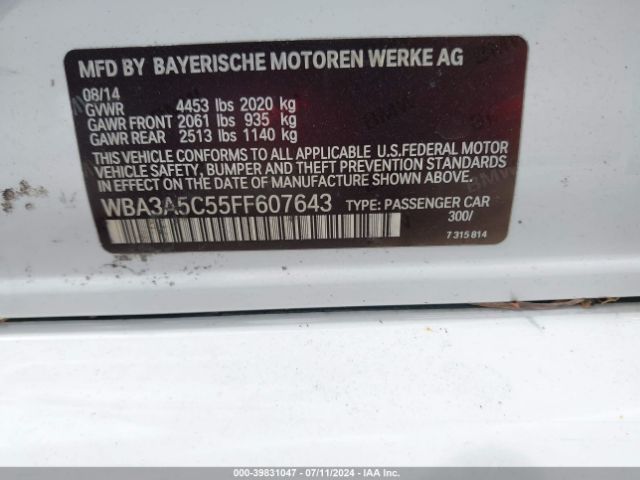 MFD BY BAYERISCHE MOTOREN WERKE AG
08/14
GVWR 4453 lbs 2020 kg
GAWR FRONT 2061 lbs 935 kg
GAWR REAR 2513 lbs 1140 kg
THIS VEHICLE CONFORMS TO ALL APPLICABLE U.S.FEDERAL MOTOR
VEHICLE SAFETY, BUMPER AND THEFT PREVENTION STANDARDS
IN EFFECT ON THE DATE OF MANUFACTURE SHOWN ABOVE.
WBA3A5C55FF607643 TYPE: PASSENGER CAR
300/
7 315 814
© COPY - 39831047 - 07/11/2024 - IAA Inc.